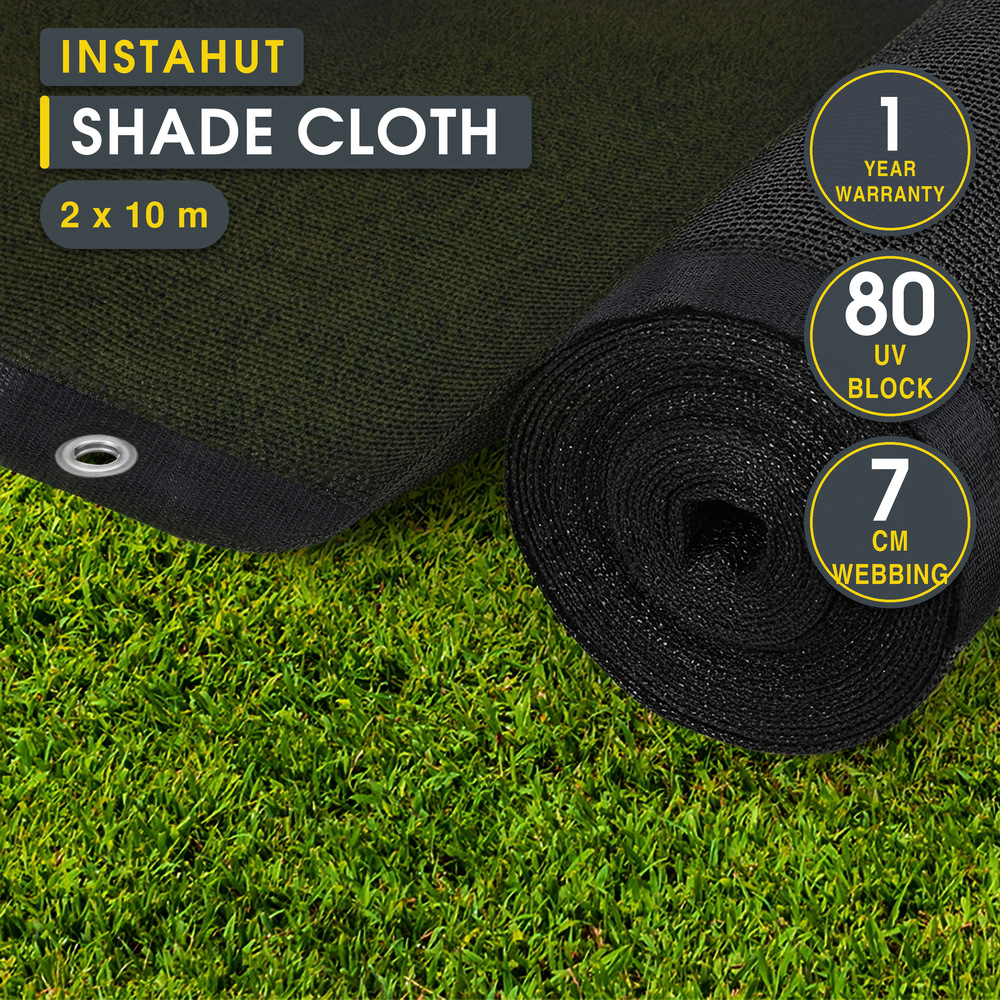 INSTAHUT
SHADE CLOTH
2 x 10 m
1
YEAR
WARRANTY
80
UV
BLOCK
7
CM
WEBBING